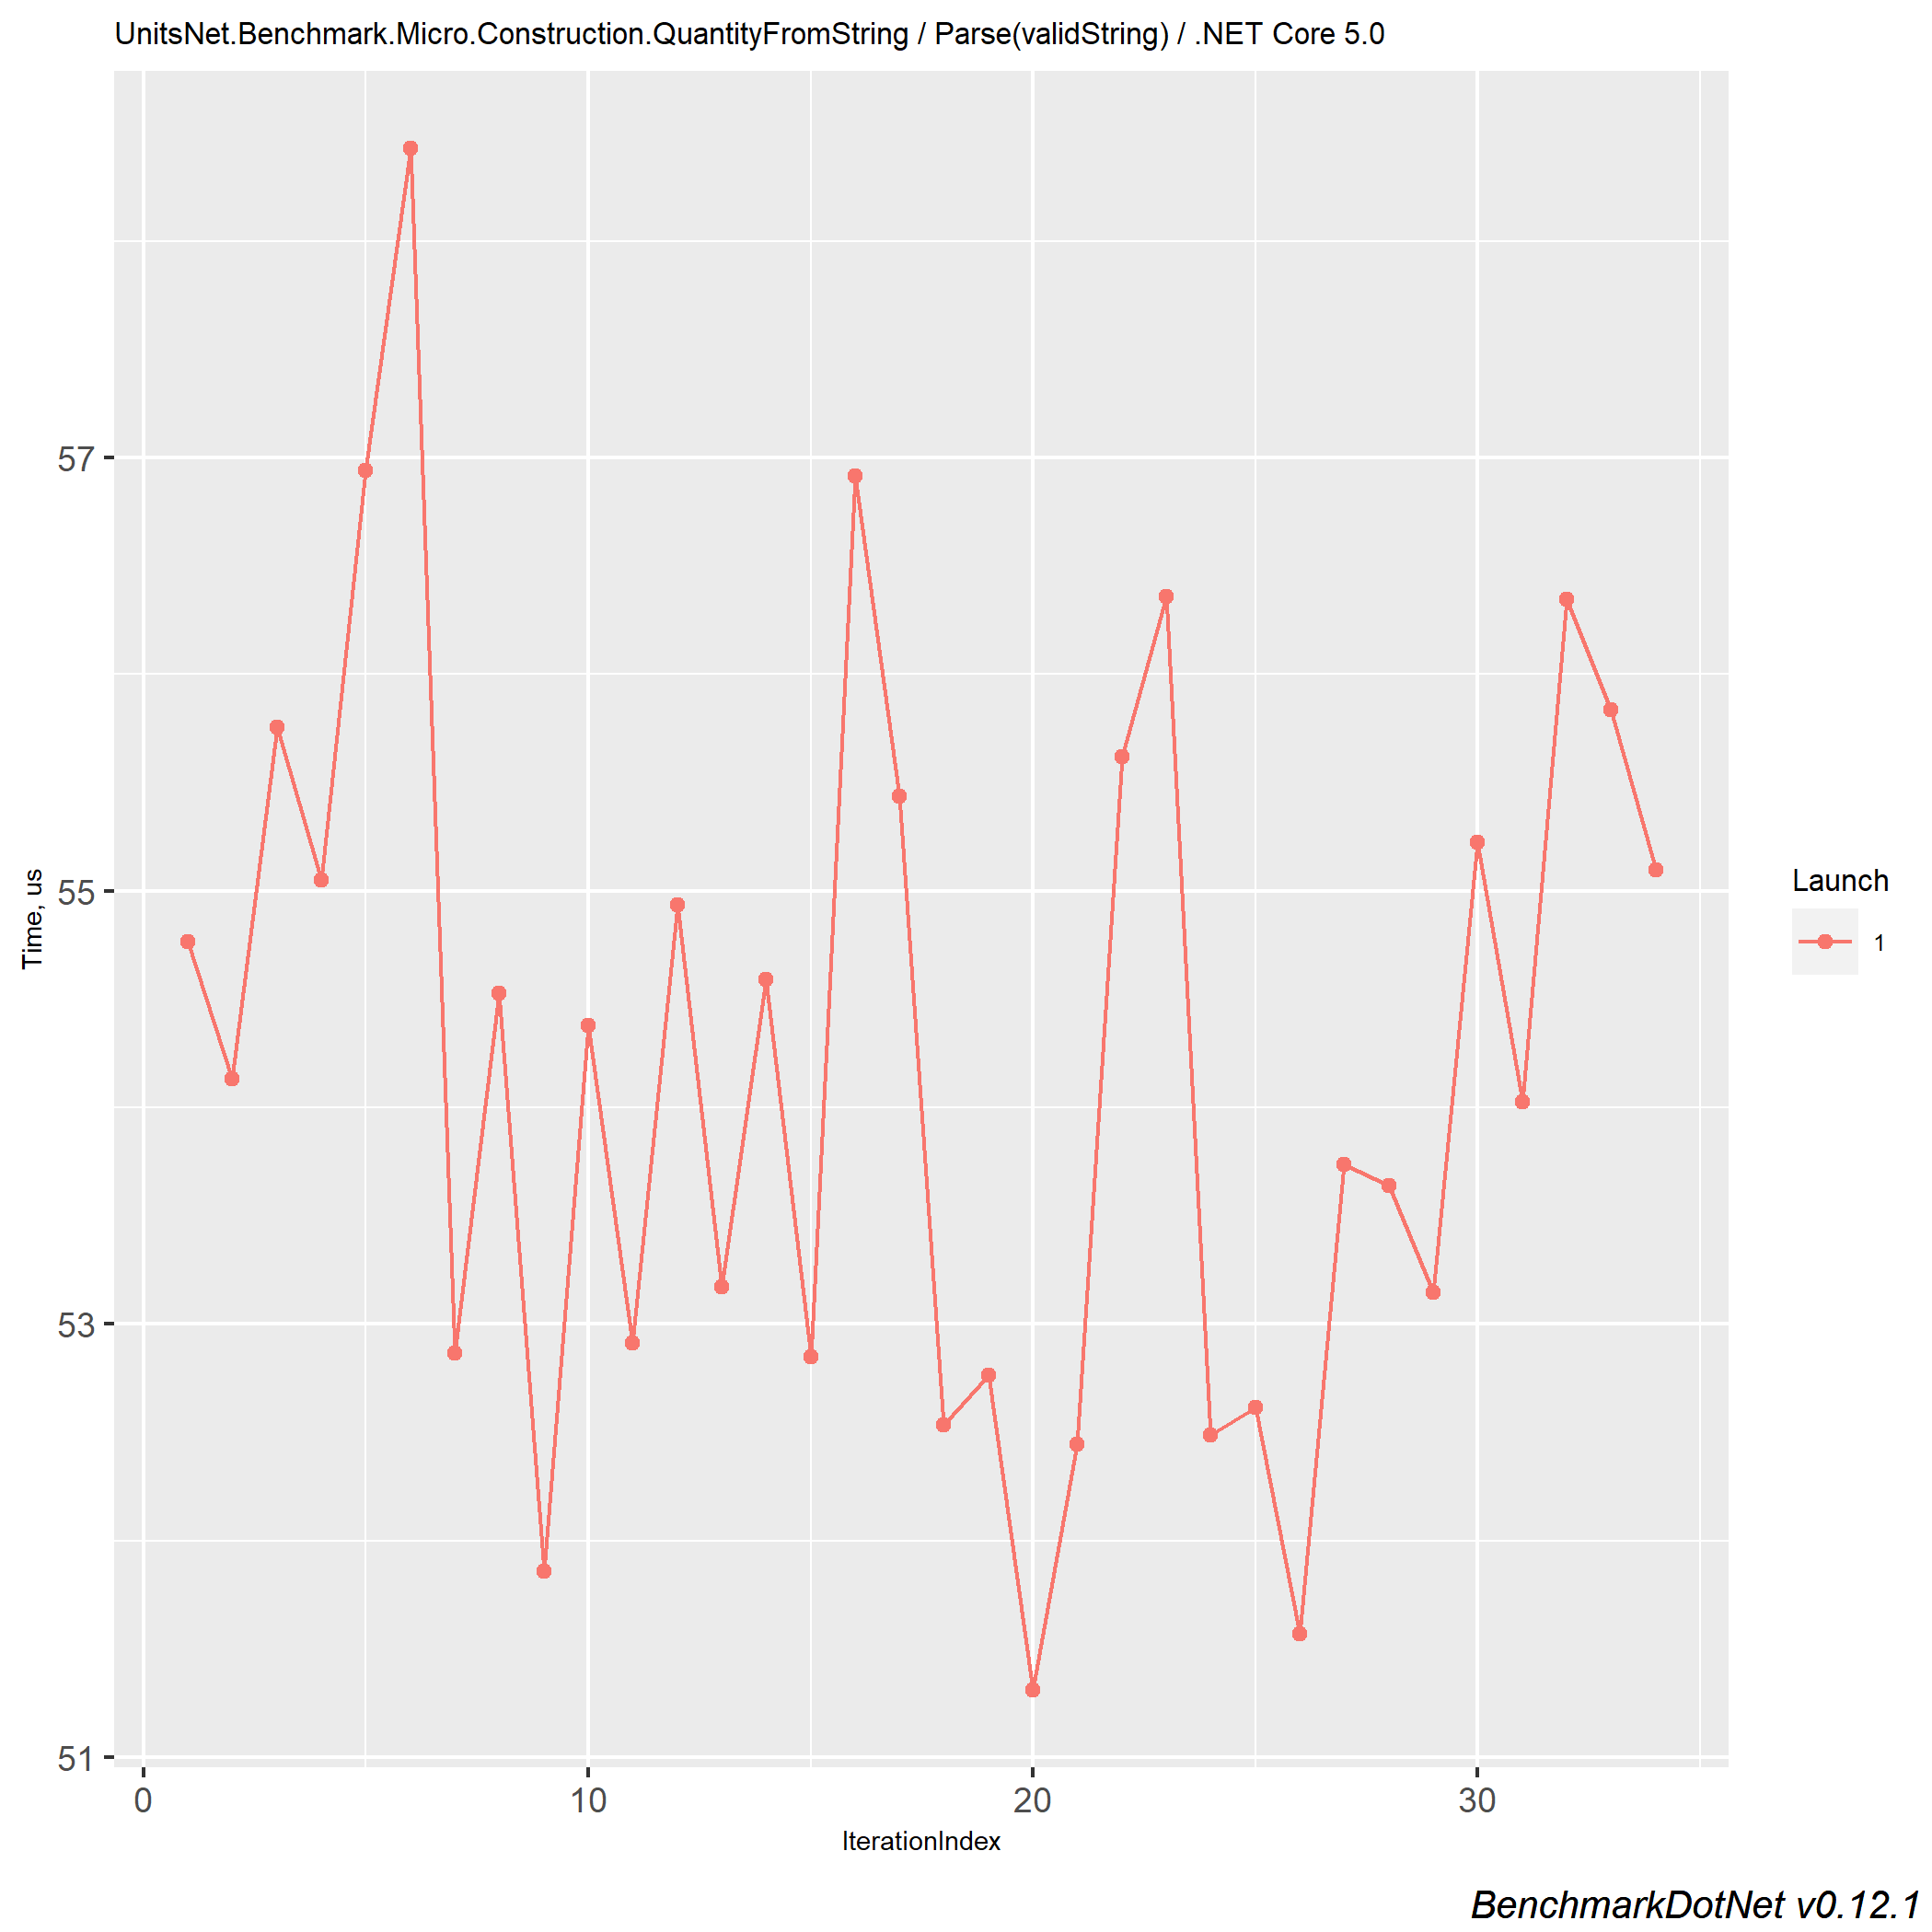 UnitsNet.Benchmark.Micro.Construction.QuantityFromString / Parse(validString) / .NET Core 5.0
57
55
53
51
Time, us
0 10 20 30
IterationIndex
Launch
1
BenchmarkDotNet v0.12.1